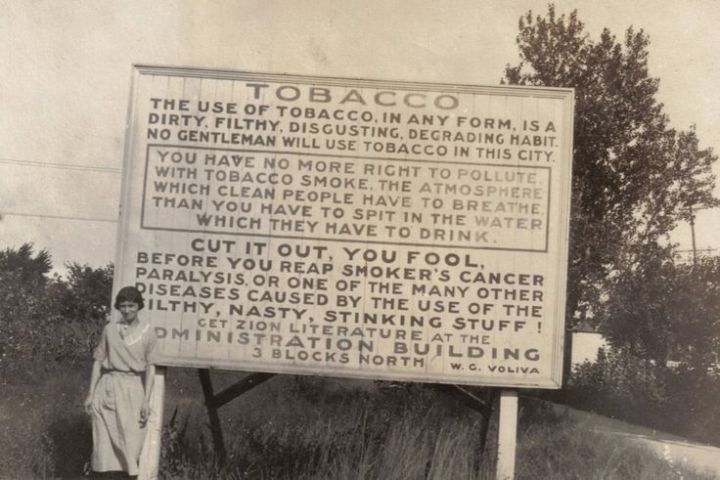 TOBACCO
THE USE OF TOBACCO, IN ANY FORM, IS A
DIRTY, FILTHY, DISGUSTING, DEGRADING HABIT.
NO GENTLEMAN WILL USE TOBACCO IN THIS CITY.
YOU HAVE NO MORE RIGHT TO POLLUTE,
WITH TOBACCO SMOKE, THE ATMOSPHERE
WHICH CLEAN PEOPLE HAVE TO BREATHE,
THAN YOU HAVE TO SPIT IN THE WATER
WHICH THEY HAVE TO DRINK.
CUT IT OUT, YOU FOOL,
BEFORE YOU REAP SMOKER'S CANCER
PARALYSIS, OR ONE OF THE MANY OTHER
DISEASES CAUSED BY THE USE OF THE
FILTHY, NASTY, STINKING STUFF !
GET ZION LITERATURE AT THE
DMINISTRATION BUILDING
3 BLOCKS NORTH
W. G. VOLIVA